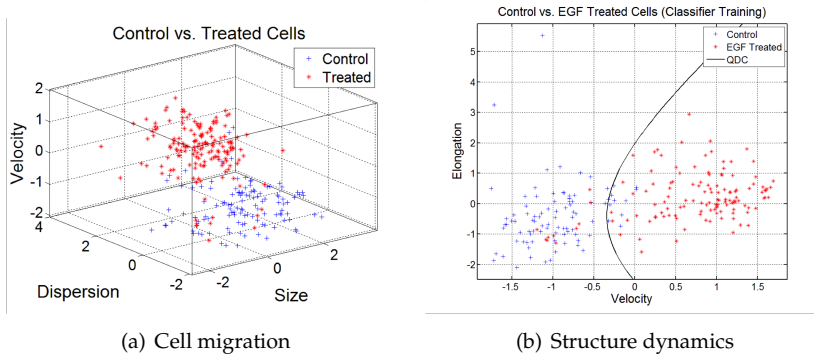 Control vs. Treated Cells
Control
Treated
Velocity
2
1
0
-1
-2
4
2
0
-2
Dispersion
-2
0
2
Size
(a) Cell migration
Control vs. EGF Treated Cells (Classifier Training)
Control
EGF Treated
QDC
Elongation
5
4
3
2
1
0
-1
-2
-1.5
-1
-0.5
0
0.5
1
1.5
Velocity
(b) Structure dynamics